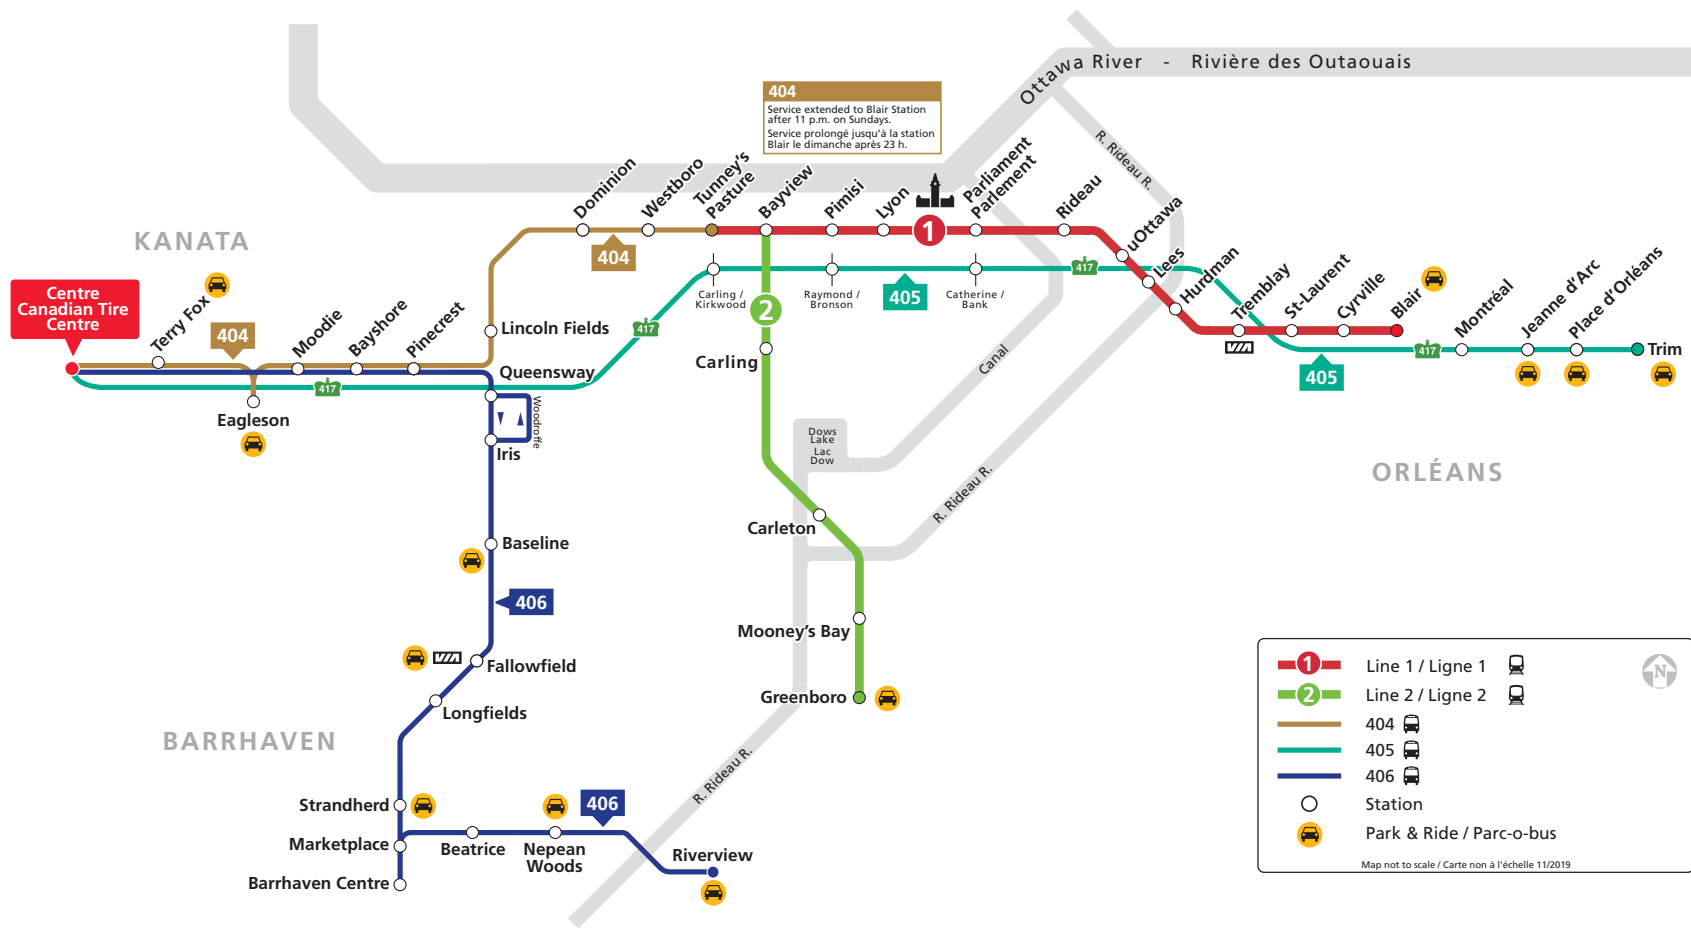 Ottawa River - Rivière des Outaouais
404
Service extended to Blair Station
after 11 p.m. on Sundays.
Service prolongé jusqu'à la station
Blair le dimanche après 23 h.
R. Rideau R.
KANATA
Centre
Canadian Tire
Centre
Terry Fox
404
Eagleson
Moodie
Bayshore
Pinecrest
Lincoln Fields
Queensway
417
Dominion
404
Westboro
Tunney's
Pasture
Bayview
Pimisi
Lyon
1
Parliament
Parlement
Rideau
uOttawa
Lees
Hurdman
Tremblay
St-Laurent
Cyrville
Blair
417
Carling /
Kirkwood
Raymond /
Bronson
405
Catherine /
Bank
417
405
417
Montréal
Jeanne d'Arc
Place d'Orléans
Trim
ORLÉANS
2
Carling
Canal
Dows
Lake
Lac
Dow
R. Rideau R.
Carleton
Mooney's Bay
Greenboro
R. Rideau R.
Woodroffe
Iris
Baseline
406
Fallowfield
Longfields
BARRHAVEN
Strandherd
Marketplace
Barrhaven Centre
Beatrice
Nepean
Woods
406
Riverview
1 Line 1 / Ligne 1
N
2 Line 2 / Ligne 2
404
405
406
Station
Park & Ride / Parc-o-bus
Map not to scale / Carte non à l'échelle 11/2019